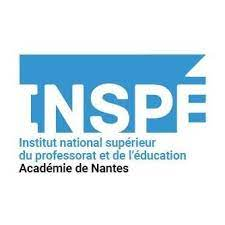 INSPÉ
Institut national supérieur
du professorat et de l'éducation
Académie de Nantes